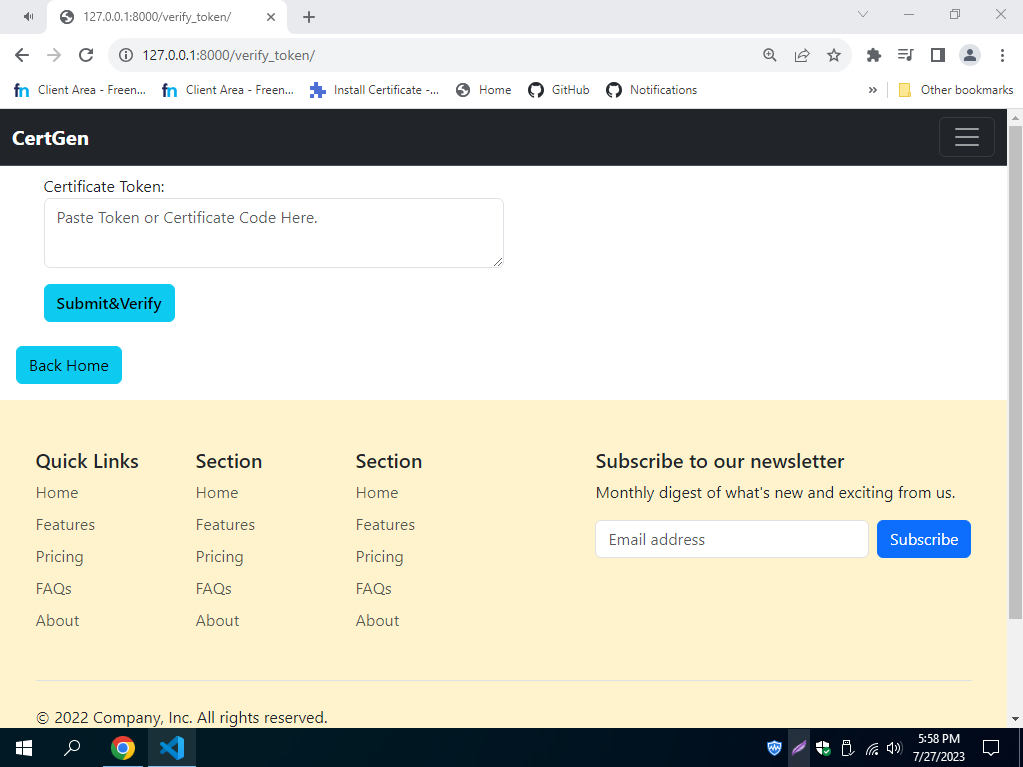 127.0.0.1:8000/verify_token/
127.0.0.1:8000/verify_token/
Client Area - Freen... Client Area - Freen... Install Certificate -... Home GitHub Notifications » Other bookmarks
CertGen
Certificate Token:
Paste Token or Certificate Code Here.
Submit&Verify
Back Home
Quick Links Section Section Subscribe to our newsletter
Home Home Home Monthly digest of what's new and exciting from us.
Features Features Features
Email address Subscribe
Pricing Pricing Pricing
FAQs FAQs FAQs
About About About
© 2022 Company, Inc. All rights reserved.
5:58 PM
7/27/2023